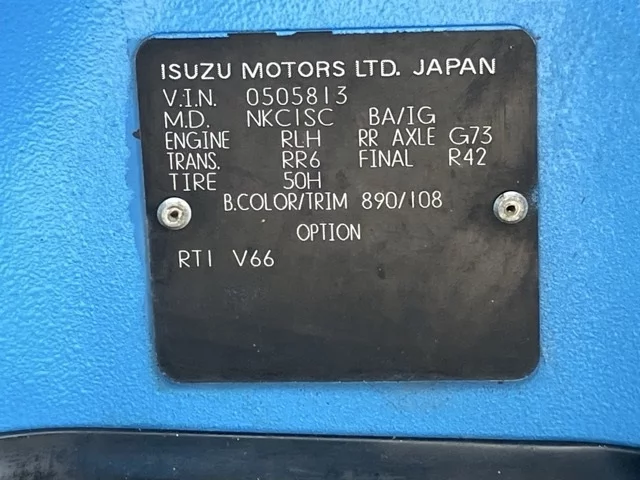 ISUZU MOTORS LTD. JAPAN
V.I.N. 0505813
M.D. NKC1SC BA/IG
ENGINE RLH RR AXLE G73
TRANS. RR6 FINAL R42
TIRE 50H
B.COLOR/TRIM 890/108
OPTION
RT1 V66